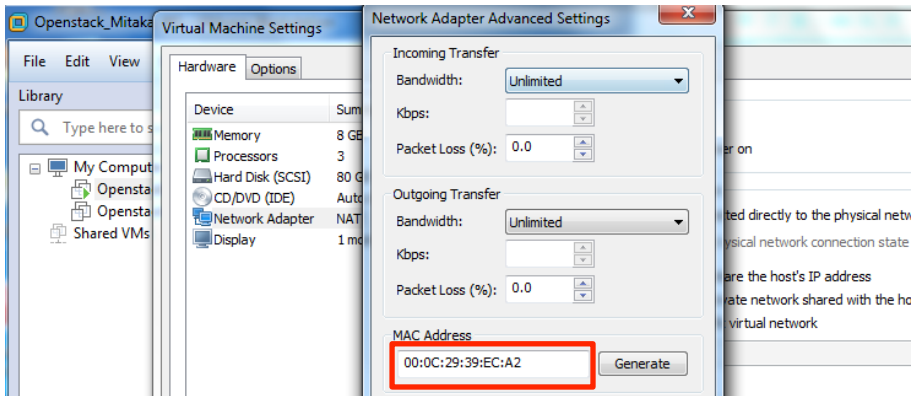 Openstack_Mitaka
File Edit View
Library
Type here to s
My Comput
Opensta
Opensta
Shared VMs
Virtual Machine Settings
Hardware Options
Device Sum
Memory 8 GB
Processors 3
Hard Disk (SCSI) 80 G
CD/DVD (IDE) Auto
Network Adapter NAT
Display 1 mo
Network Adapter Advanced Settings
Incoming Transfer
Bandwidth: Unlimited
Kbps:
Packet Loss (%): 0.0
Outgoing Transfer
Bandwidth: Unlimited
Kbps:
Packet Loss (%): 0.0
MAC Address
00:0C:29:39:EC:A2 Generate
er on
ted directly to the physical netw
ysical network connection state
are the host's IP address
vate network shared with the ho
virtual network